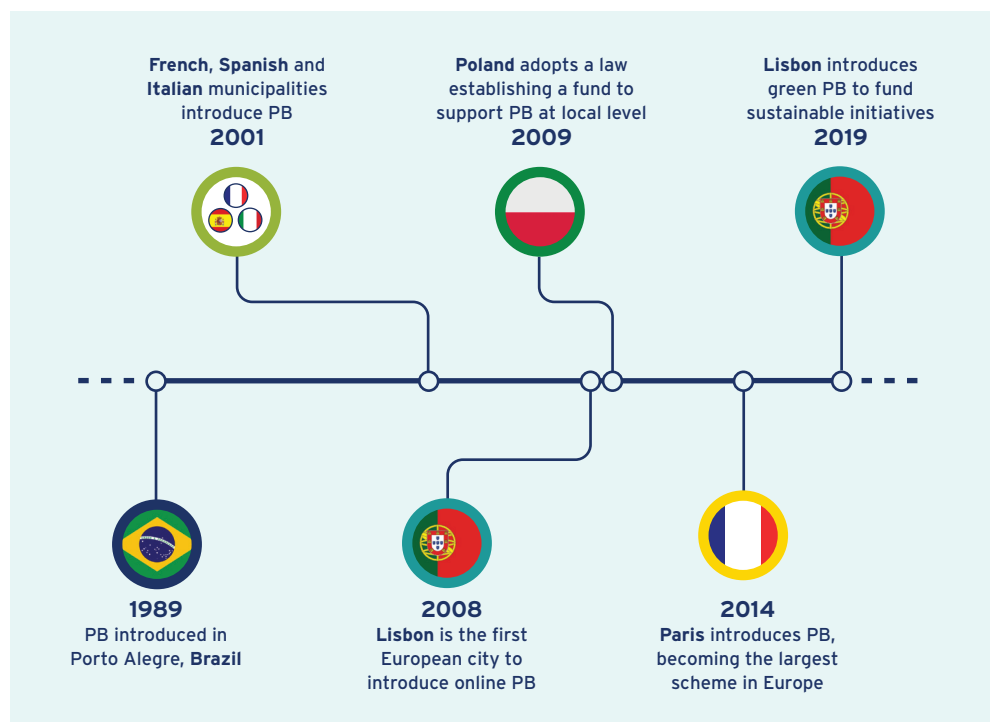 French, Spanish and
Italian municipalities
introduce PB
2001
Poland adopts a law
establishing a fund to
support PB at local level
2009
Lisbon introduces
green PB to fund
sustainable initiatives
2019
1989
PB introduced in
Porto Alegre, Brazil
2008
Lisbon is the first
European city to
introduce online PB
2014
Paris introduces PB,
becoming the largest
scheme in Europe